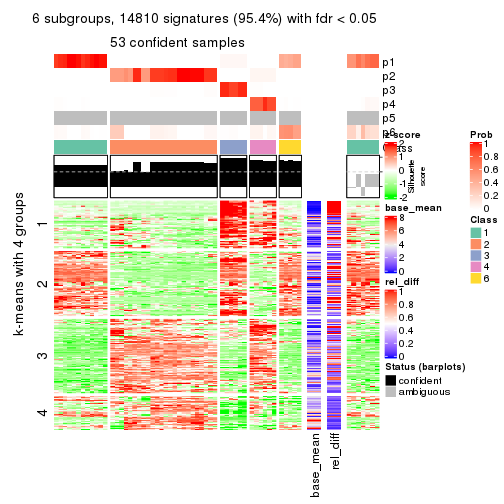 6 subgroups, 14810 signatures (95.4%) with fdr < 0.05
53 confident samples
p1
p2
p3
p4
p5
p6
Silhouette
score
z-score
2
1
0
-1
-2
base_mean
8
6
4
2
0
rel_diff
1
0.8
0.6
0.4
0.2
0
Status (barplots)
confident
ambiguous
Prob
1
0.8
0.6
0.4
0.2
0
Class
1
2
3
4
6
k-means with 4 groups
1
2
3
4
base_mean
rel_diff